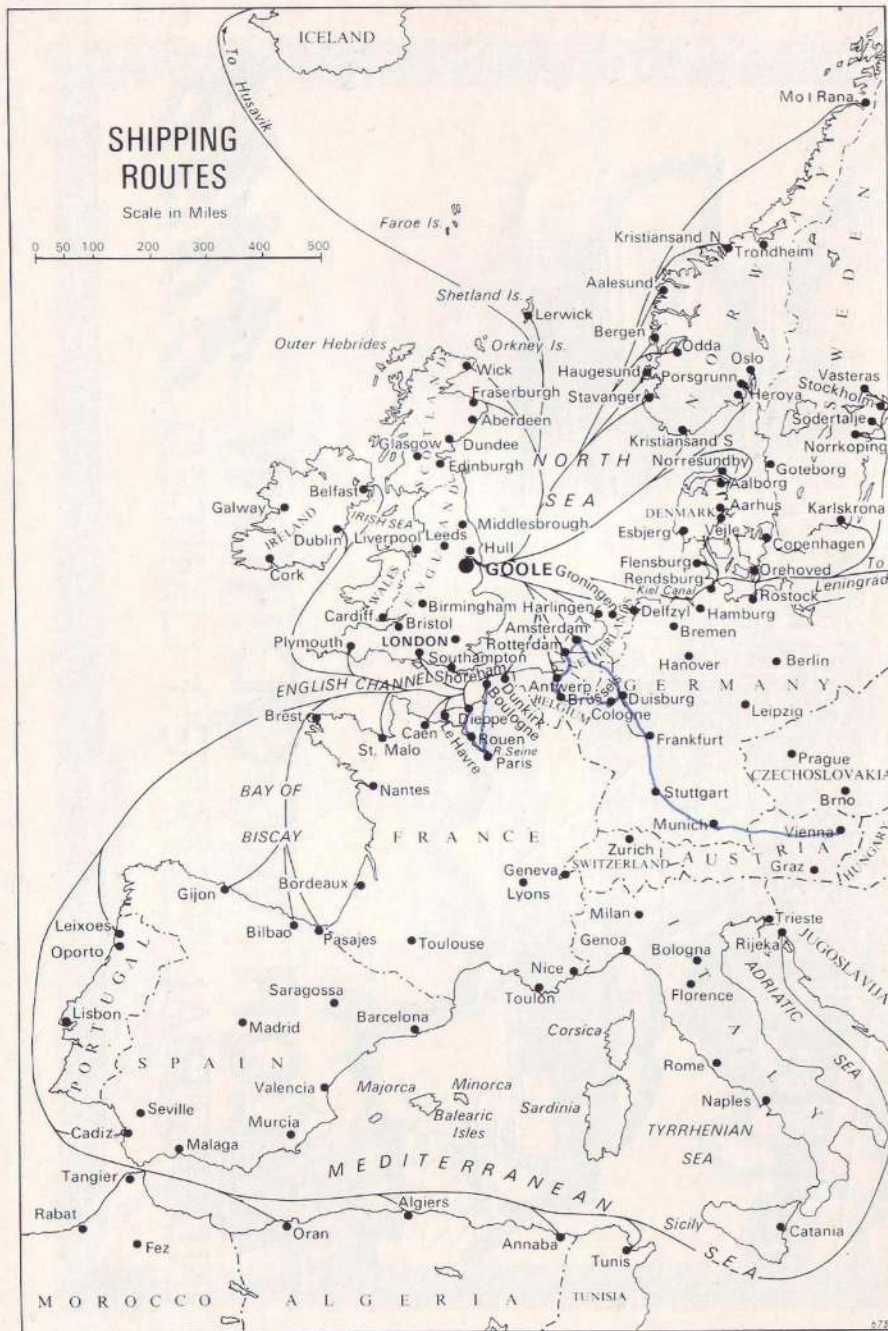 ICELAND
To Husavik
Mo I Rana
SHIPPING
ROUTES
Scale in Miles
0 50 100 200 300 400 500
Faroe Is.
Kristiansand N
Trondheim
NORWAY
SWEDEN
Aalesund
Shetland Is.
Lerwick
Bergen
Odda
Outer Hebrides
Orkney Is.
Oslo
Wick
Haugesund
Porsgrunn
Vasteras
Stockholm
Fraserburgh
Stavanger
Heroya
Aberdeen
Sodertalje
SCOTLAND
Dundee
Kristiansand S
Norrkoping
Glasgow
NORTH
Norresundby
Edinburgh
Goteborg
Belfast
Aalborg
SEA
Galway
Aarhus
Karlskrona
IRELAND
IRISH SEA
DENMARK
Middlesbrough
Dublin
Liverpool
Leeds
Esbjerg
Vejle
Copenhagen
Hull
ENGLAND
Cork
GOOLE
Groningen
Flensburg
Orehoved
To
Leningrad
Rendsburg
Kiel Canal
WALES
Rostock
Birmingham
Harlingen
Delfzyl
Hamburg
Cardiff
Bristol
Amsterdam
NETHERLANDS
Bremen
Plymouth
LONDON
Rotterdam
Southampton
Hanover
Berlin
ENGLISH CHANNEL
Shoreham
Dunkirk
Antwerp
GERMANY
Boulogne
Brussels
Duisburg
BELGIUM
Brest
Dieppe
Cologne
Leipzig
Caen
St. Malo
Le Havre
Rouen
R. Seine
Frankfurt
Paris
Prague
CZECHOSLOVAKIA
BAY OF
Nantes
Stuttgart
Brno
BISCAY
FRANCE
Munich
Vienna
Zurich
AUSTRIA
HUNGARY
Geneva
SWITZERLAND
Graz
Gijon
Bordeaux
Lyons
Leixoes
Milan
Trieste
Bilbao
Pasajes
Toulouse
Genoa
Bologna
Rijeka
JUGOSLAVIJA
Oporto
PORTUGAL
Nice
ITALY
ADRIATIC
SEA
Saragossa
Toulon
Florence
Lisbon
Madrid
Barcelona
Corsica
SPAIN
Rome
Valencia
Majorca
Minorca
Seville
Balearic
Isles
Sardinia
Naples
Murcia
TYRRHENIAN
SEA
Cadiz
Malaga
MEDITERRANEAN
SEA
Tangier
Rabat
Algiers
Sicily
Catania
Oran
Annaba
Fez
Tunis
MOROCCO
ALGERIA
TUNISIA